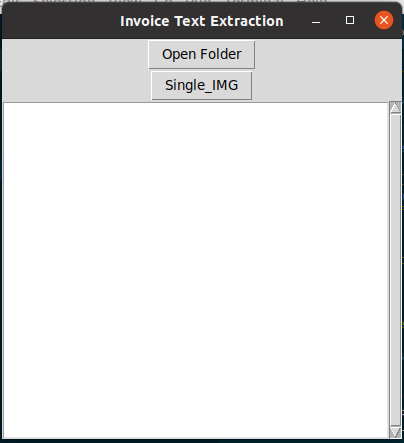 Invoice Text Extraction
Open Folder
Single_IMG